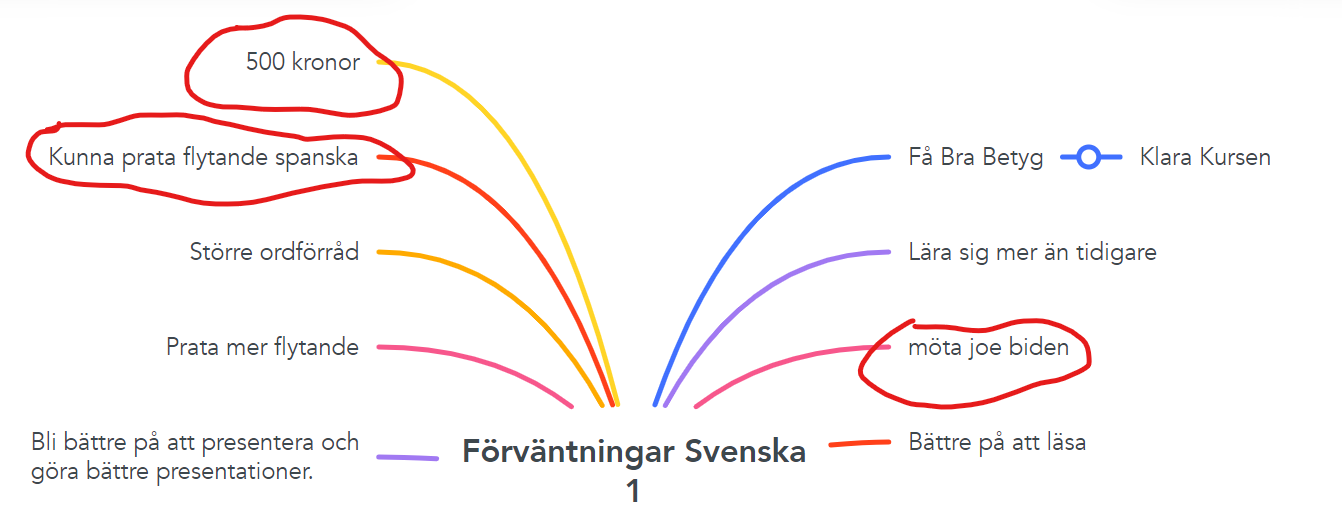 500 kronor
Kunna prata flytande spanska
Större ordförråd
Prata mer flytande
Bli bättre på att presentera och
göra bättre presentationer.
Förväntningar Svenska
1
Få Bra Betyg
Klara Kursen
Lära sig mer än tidigare
möta joe biden
Bättre på att läsa